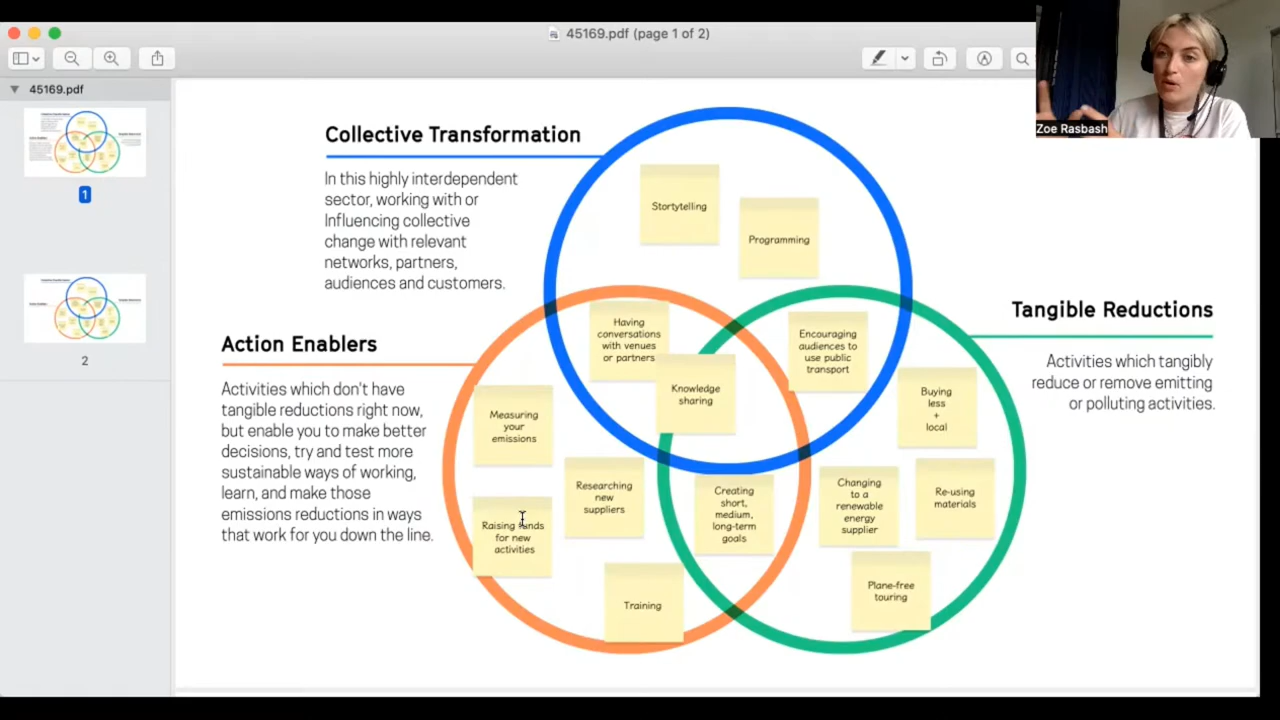 45169.pdf (page 1 of 2)
45169.pdf
1
2
Zoe Rasbash
Collective Transformation
In this highly interdependent
sector, working with or
Influencing collective
change with relevant
networks, partners,
audiences and customers.
Action Enablers
Activities which don't have
tangible reductions right now,
but enable you to make better
decisions, try and test more
sustainable ways of working,
learn, and make those
emissions reductions in ways
that work for you down the line.
Tangible Reductions
Activities which tangibly
reduce or remove emitting
or polluting activities.
Stortytelling
Programming
Having
conversations
with venues
or partners
Knowledge
sharing
Encouraging
audiences to
use public
transport
Measuring
your
emissions
Researching
new
suppliers
Raising funds
for new
activities
Training
Creating
short,
medium,
long-term
goals
Buying
less
+
local
Changing
to a
renewable
energy
supplier
Re-using
materials
Plane-free
touring